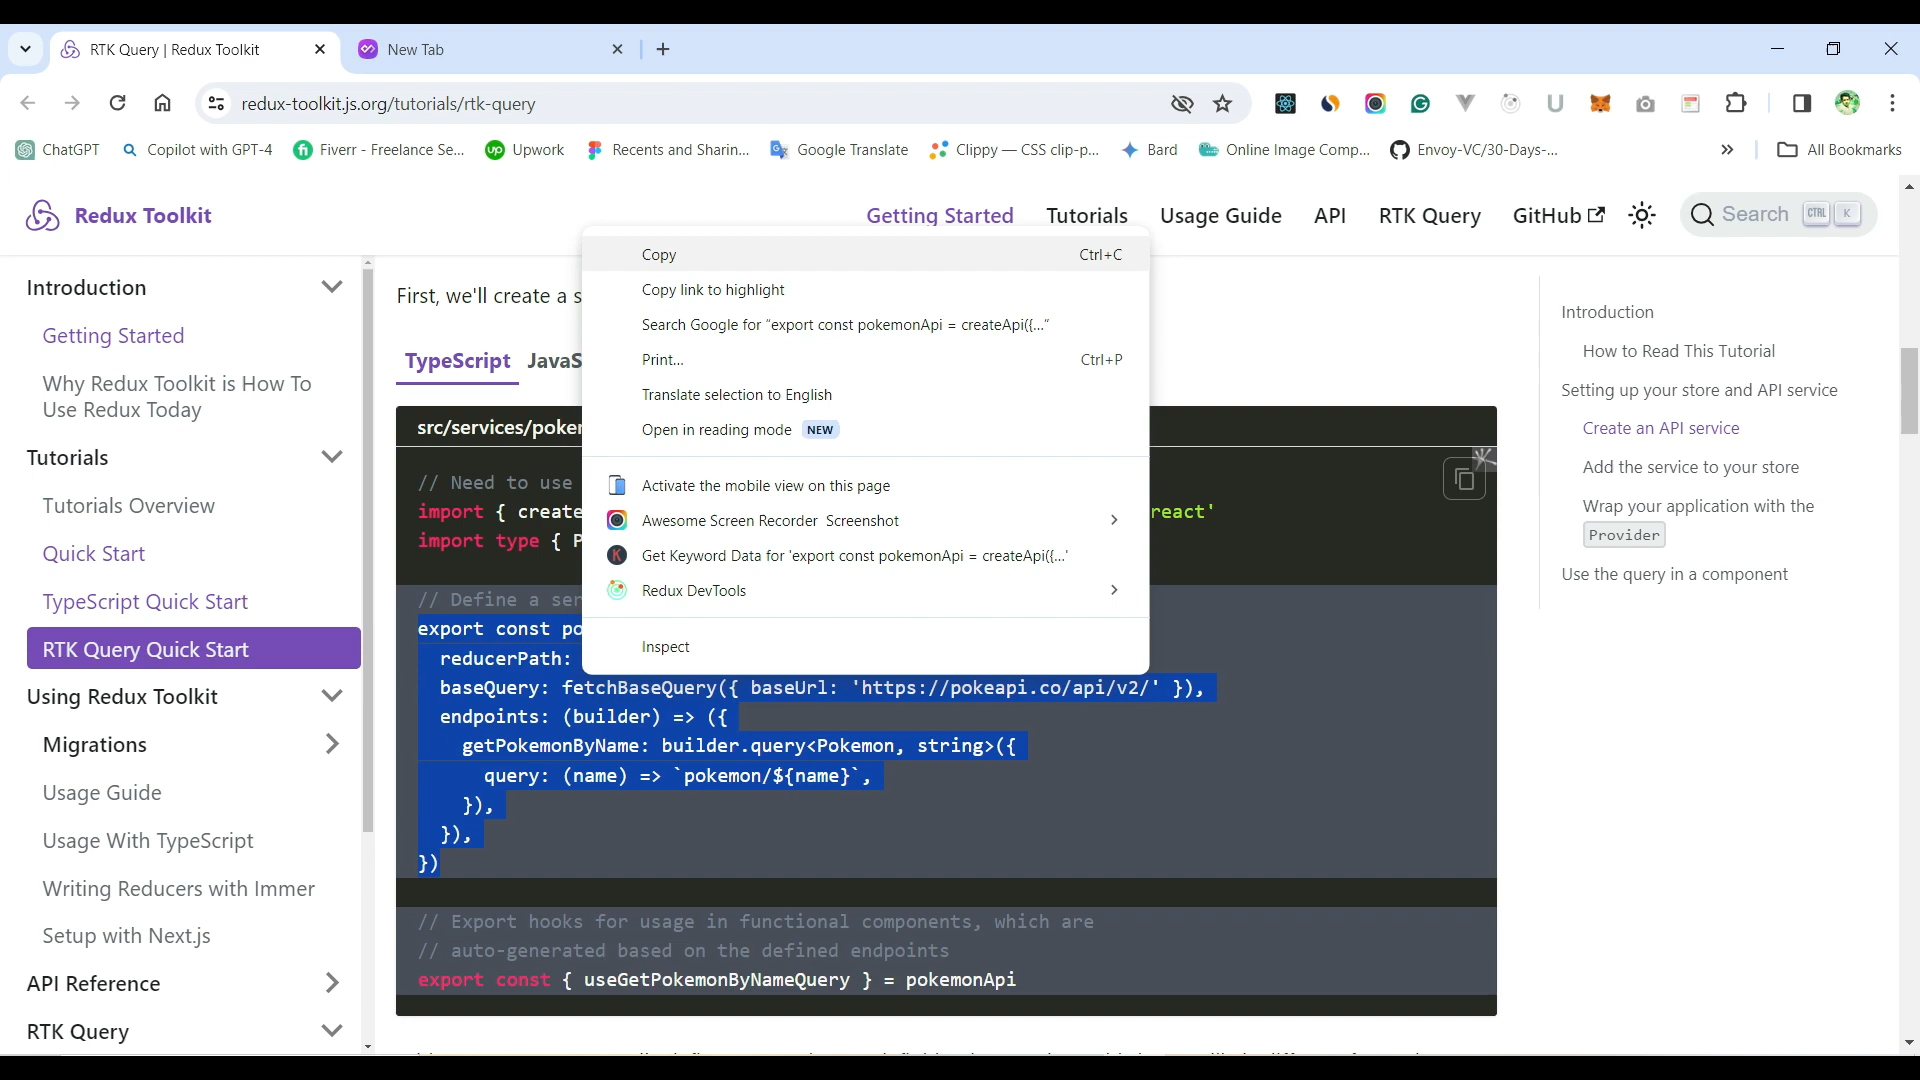 RTK Query | Redux Toolkit
New Tab
redux-toolkit.js.org/tutorials/rtk-query
ChatGPT
Copilot with GPT-4
Fiverr - Freelance Se...
Upwork
Recents and Sharin...
Google Translate
Clippy — CSS clip-p...
Bard
Online Image Comp...
Envoy-VC/30-Days-...
All Bookmarks
Redux Toolkit
Getting Started
Tutorials
Usage Guide
API
RTK Query
GitHub
Search
CTRL
K
Introduction
Getting Started
Why Redux Toolkit is How To
Use Redux Today
Tutorials
Tutorials Overview
Quick Start
TypeScript Quick Start
RTK Query Quick Start
Using Redux Toolkit
Migrations
Usage Guide
Usage With TypeScript
Writing Reducers with Immer
Setup with Next.js
API Reference
RTK Query
First, we'll create a s
TypeScript
JavaS
src/services/poke
// Need to use
import { create
react'
import type { P
// Define a ser
export const po
reducerPath:
baseQuery: fetchBaseQuery({ baseUrl: 'https://pokeapi.co/api/v2/' }),
endpoints: (builder) => ({
getPokemonByName: builder.query<Pokemon, string>({
query: (name) => `pokemon/${name}`,
}),
}),
})
// Export hooks for usage in functional components, which are
// auto-generated based on the defined endpoints
export const { useGetPokemonByNameQuery } = pokemonApi
Copy
Ctrl+C
Copy link to highlight
Search Google for “export const pokemonApi = createApi({...”
Print...
Ctrl+P
Translate selection to English
Open in reading mode
NEW
Activate the mobile view on this page
Awesome Screen Recorder Screenshot
Get Keyword Data for 'export const pokemonApi = createApi({...'
Redux DevTools
Inspect
Introduction
How to Read This Tutorial
Setting up your store and API service
Create an API service
Add the service to your store
Wrap your application with the
Provider
Use the query in a component